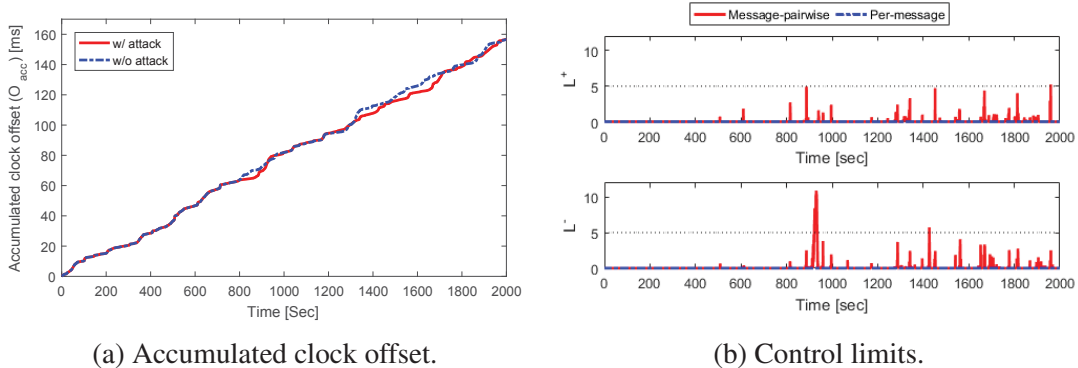 Accumulated clock offset (O acc) [ms]
160
140
120
100
80
60
40
20
0
w/ attack
w/o attack
0 200 400 600 800 1000 1200 1400 1600 1800 2000
Time [Sec]
(a) Accumulated clock offset.
Message-pairwise Per-message
L+
10
5
0
0 200 400 600 800 1000 1200 1400 1600 1800 2000
Time [sec]
L-
10
5
0
0 200 400 600 800 1000 1200 1400 1600 1800 2000
Time [sec]
(b) Control limits.